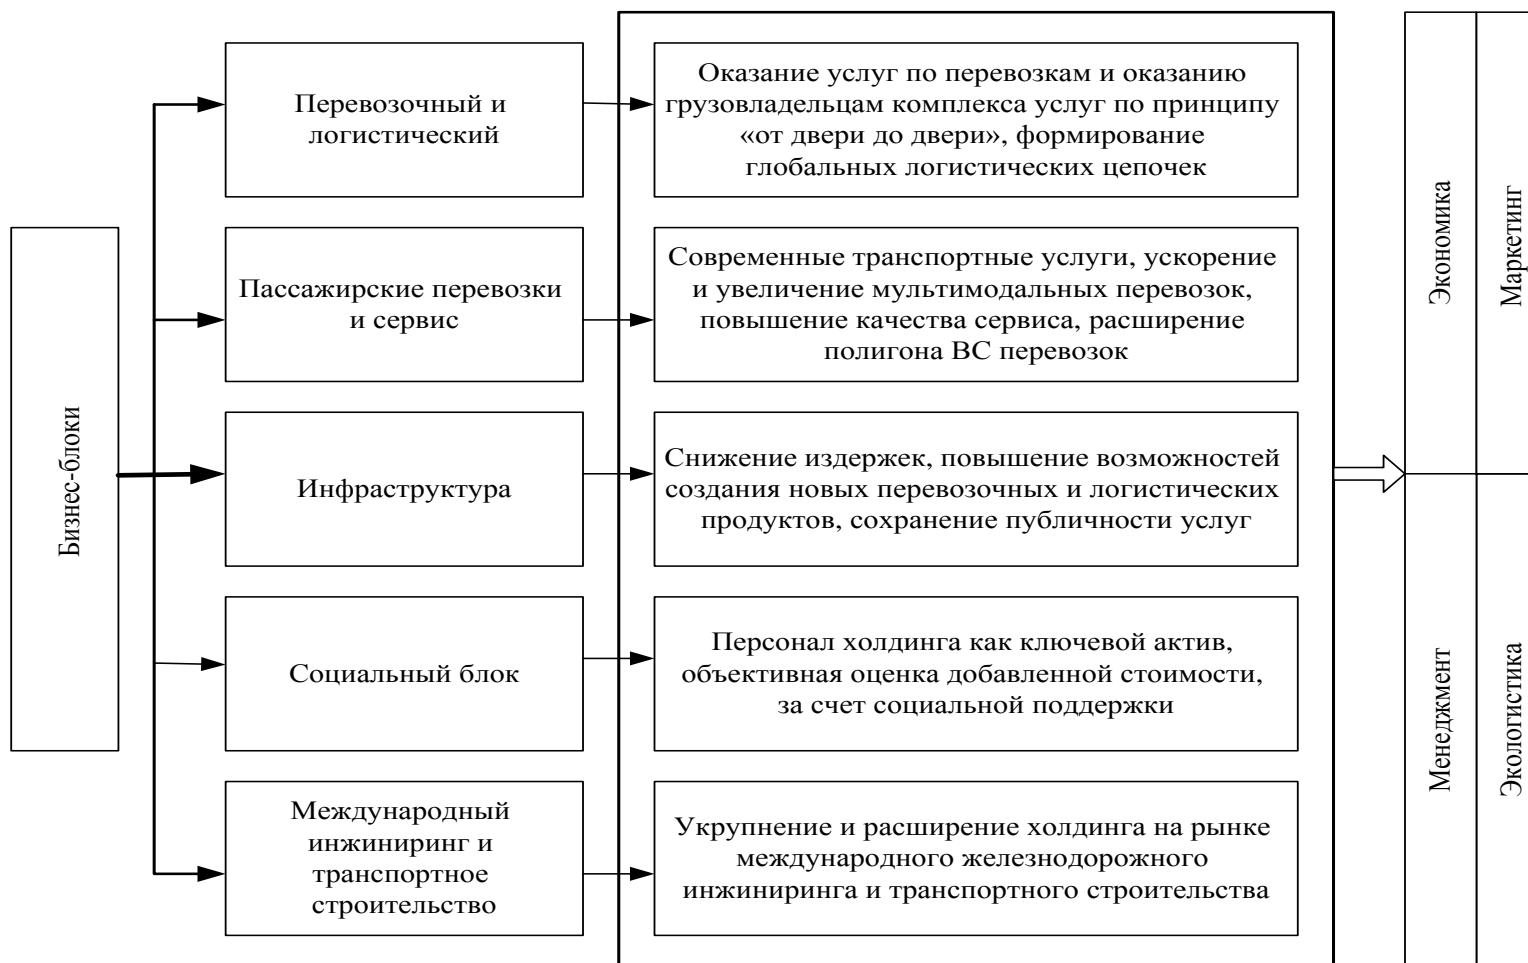 Бизнес-блоки
Перевозочный и
логистический
Оказание услуг по перевозкам и оказанию
грузовладельцам комплекса услуг по принципу
«от двери до двери», формирование
глобальных логистических цепочек
Пассажирские перевозки
и сервис
Современные транспортные услуги, ускорение
и увеличение мультимодальных перевозок,
повышение качества сервиса, расширение
полигона ВС перевозок
Инфраструктура
Снижение издержек, повышение возможностей
создания новых перевозочных и логистических
продуктов, сохранение публичности услуг
Социальный блок
Персонал холдинга как ключевой актив,
объективная оценка добавленной стоимости,
за счет социальной поддержки
Международный
инжиниринг и
транспортное
строительство
Укрупнение и расширение холдинга на рынке
международного железнодорожного
инжиниринга и транспортного строительства
Экономика
Маркетинг
Менеджмент
Экологистика